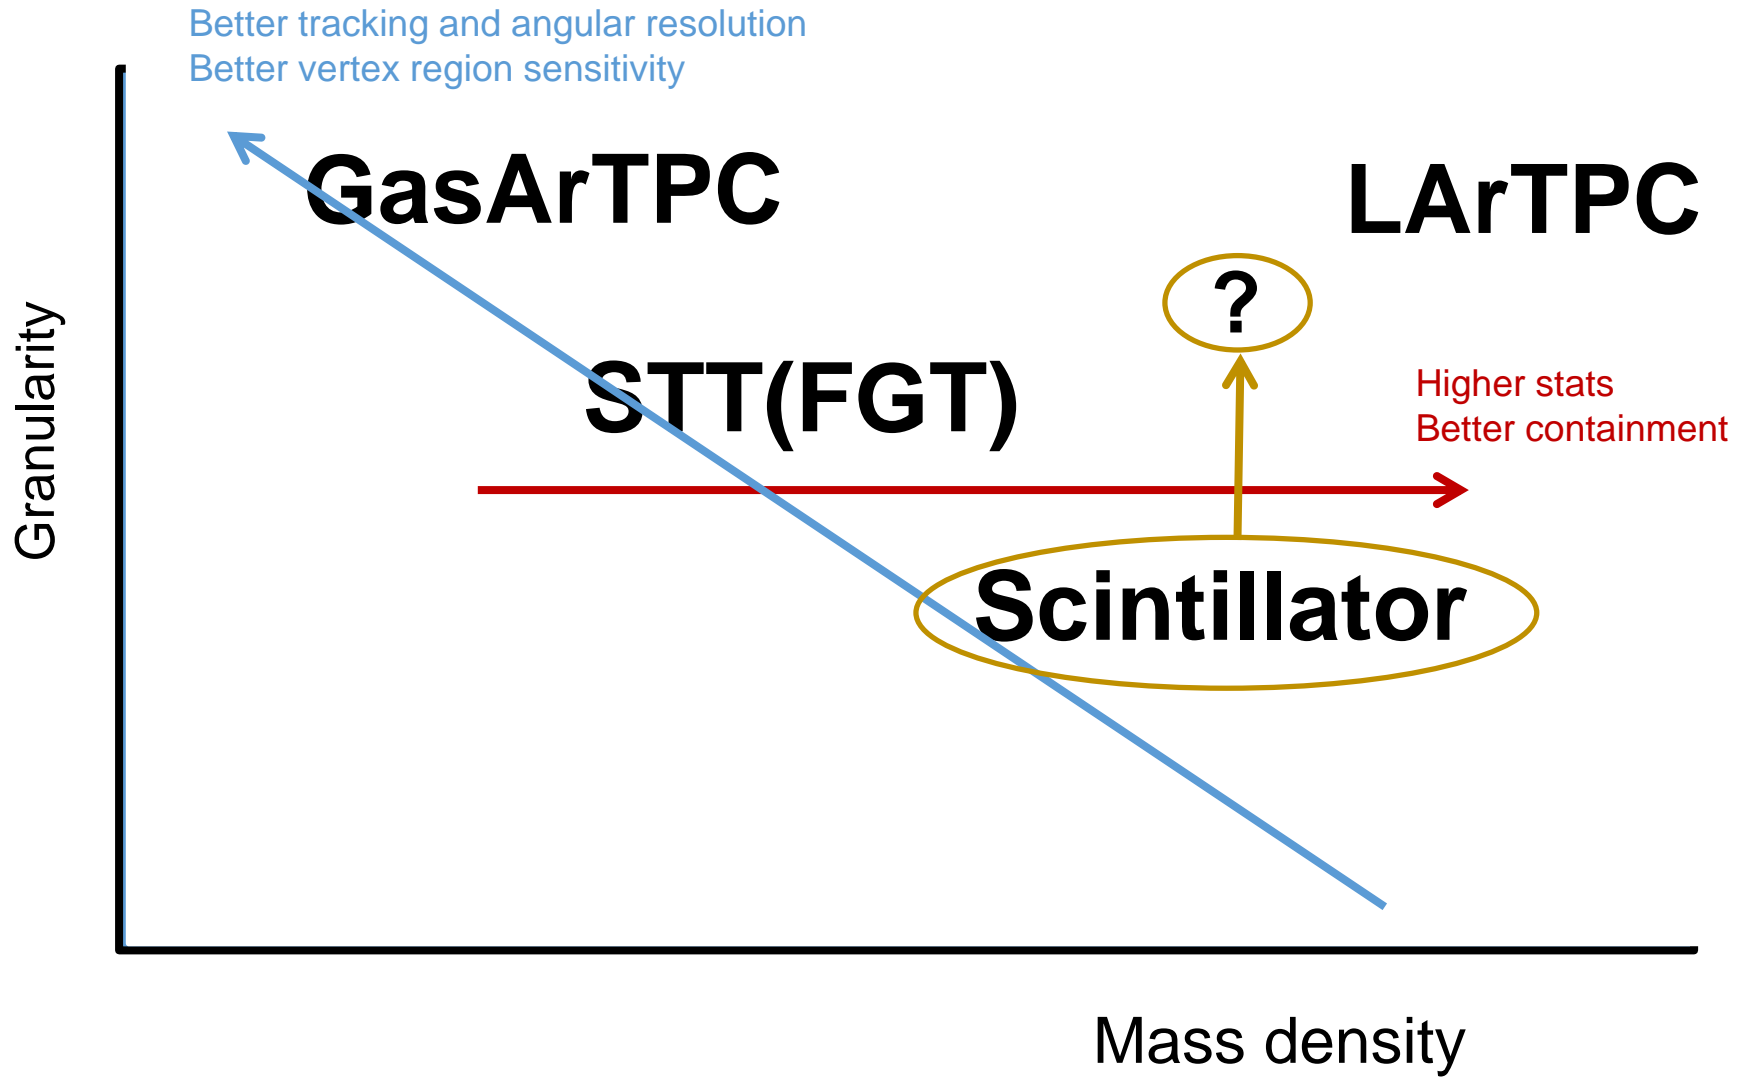 Better tracking and angular resolution
Better vertex region sensitivity
GasArTPC
LArTPC
?
STT(FGT)
Higher stats
Better containment
Granularity
Scintillator
Mass density